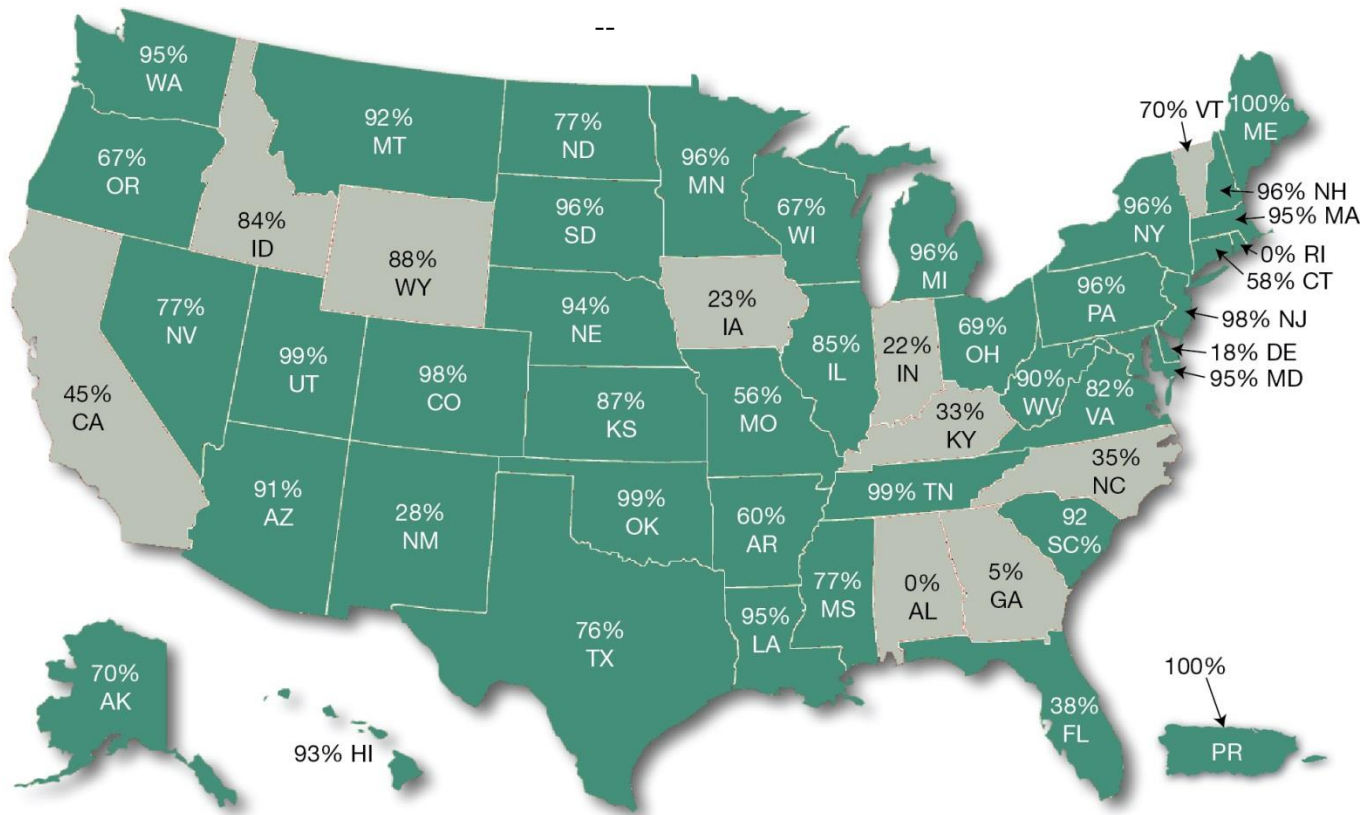 --
95%
WA
92%
MT
77%
ND
96%
MN
70% VT
100%
ME
67%
OR
84%
ID
88%
WY
96%
SD
67%
WI
96%
MI
96%
NY
96% NH
95% MA
0% RI
58% CT
77%
NV
94%
NE
23%
IA
96%
PA
98% NJ
18% DE
95% MD
45%
CA
99%
UT
98%
CO
87%
KS
56%
MO
85%
IL
22%
IN
69%
OH
90%
WV
82%
VA
33%
KY
35%
NC
91%
AZ
28%
NM
99%
OK
60%
AR
99% TN
92
SC%
76%
TX
95%
LA
77%
MS
0%
AL
5%
GA
38%
FL
70%
AK
93% HI
100%
PR